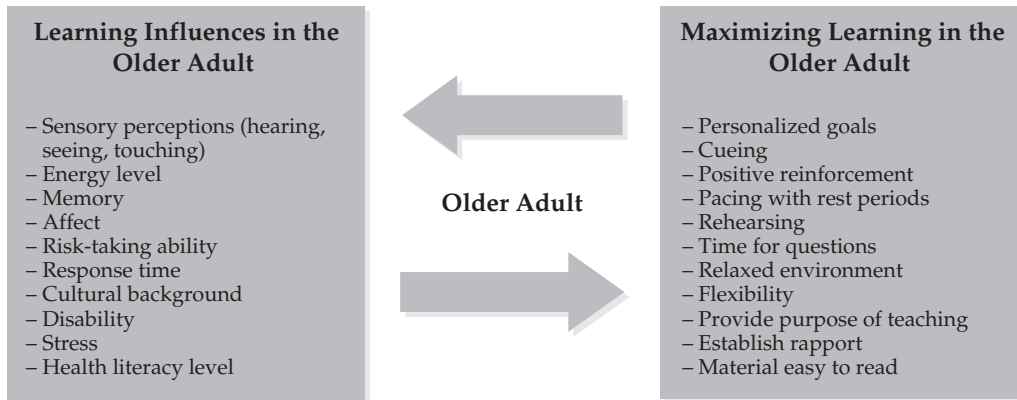 Learning Influences in the
Older Adult
– Sensory perceptions (hearing,
seeing, touching)
– Energy level
– Memory
– Affect
– Risk-taking ability
– Response time
– Cultural background
– Disability
– Stress
– Health literacy level
Older Adult
Maximizing Learning in the
Older Adult
– Personalized goals
– Cueing
– Positive reinforcement
– Pacing with rest periods
– Rehearsing
– Time for questions
– Relaxed environment
– Flexibility
– Provide purpose of teaching
– Establish rapport
– Material easy to read